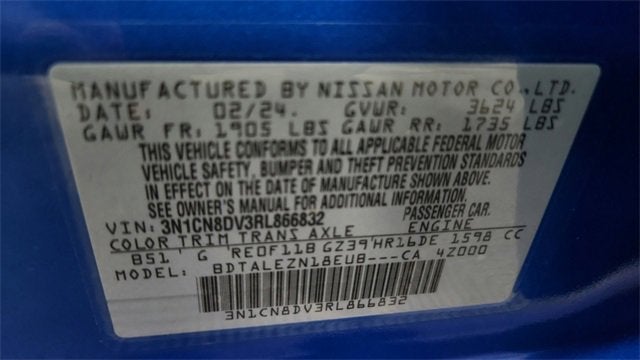 MANUFACTURED BY NISSAN MOTOR CO.,LTD.
DATE: 02/24. GVWR: 3624 LBS
GAWR FR: 1905 LBS GAWR RR: 1735 LBS
THIS VEHICLE CONFORMS TO ALL APPLICABLE FEDERAL MOTOR
VEHICLE SAFETY, BUMPER AND THEFT PREVENTION STANDARDS
IN EFFECT ON THE DATE OF MANUFACTURE SHOWN ABOVE.
SEE OWNER'S MANUAL FOR ADDITIONAL INFORMATION.
VIN: 3N1CN8DV3RL866832 PASSENGER CAR.
COLOR TRIM TRANS AXLE ENGINE
B51 G RE0F11B GZ39 HR16DE 1598 CC
MODEL BDTALEZN18EUB---CA 4Z000
3N1CN8DV3RL866832